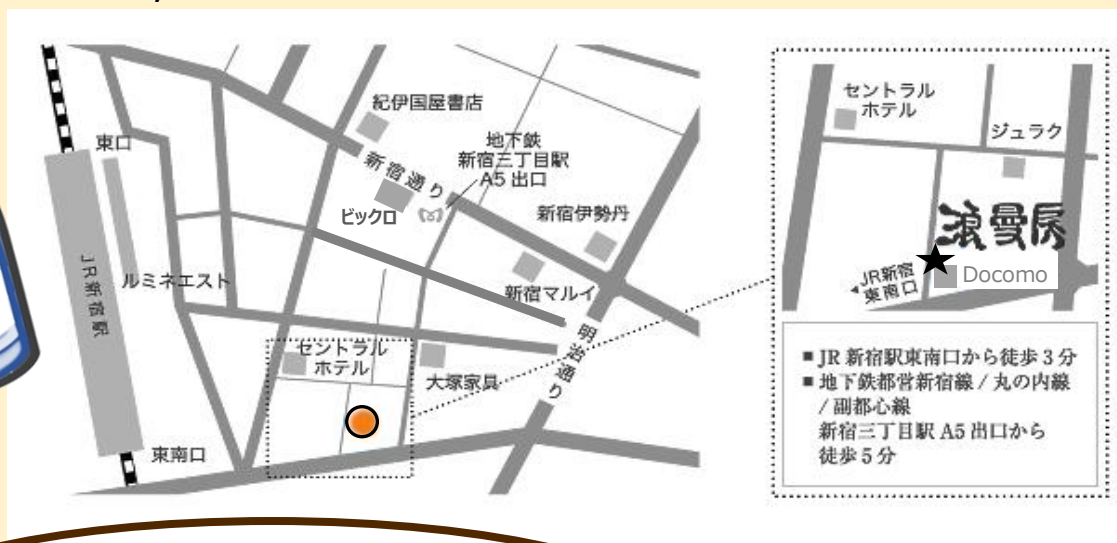 紀伊国屋書店
東口
地下鉄
新宿三丁目駅
A5 出口
新宿通り
ビックロ
新宿伊勢丹
JR新宿駅
ルミネエスト
新宿マルイ
明治通り
セントラル
ホテル
大塚家具
東南口
セントラル
ホテル
ジュラク
浪曼房
JR新宿
東南口
Docomo
■ JR 新宿駅東南口から徒歩 3 分
■ 地下鉄都営新宿線 / 丸の内線
/ 副都心線
新宿三丁目駅 A5 出口から
徒歩 5 分